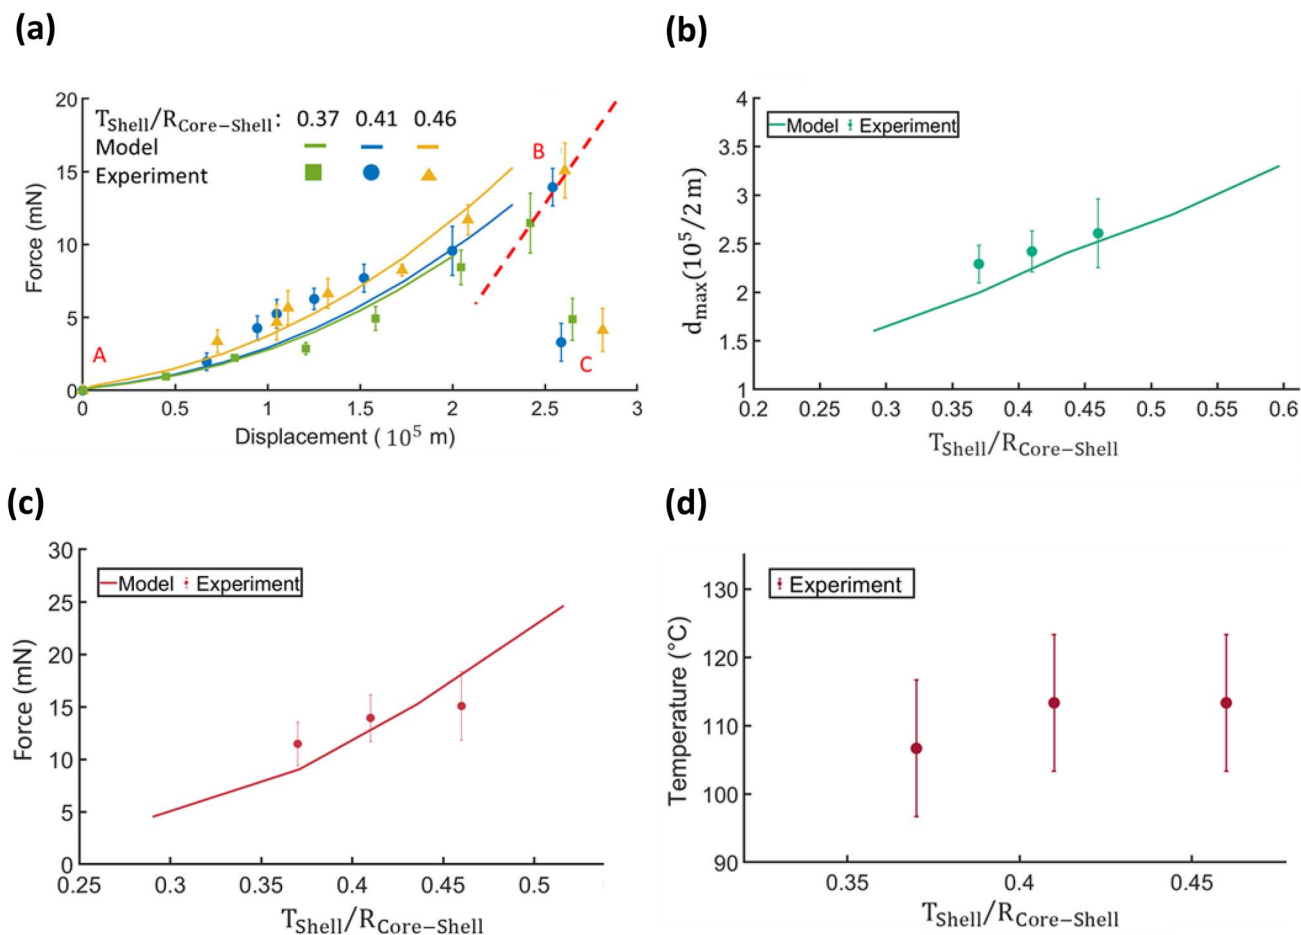 (a)
20
15
10
5
0
Force (mN)
T_Shell/R_Core−Shell: 0.37 0.41 0.46
Model
Experiment
A
B
C
0 0.5 1 1.5 2 2.5 3
Displacement ( 10^5 m)
(b)
4
3.5
3
2.5
2
1.5
1
d_max(10^5/2 m)
Model Experiment
0.2 0.25 0.3 0.35 0.4 0.45 0.5 0.55 0.6
T_Shell/R_Core−Shell
(c)
30
25
20
15
10
5
0
Force (mN)
Model Experiment
0.25 0.3 0.35 0.4 0.45 0.5
T_Shell/R_Core−Shell
(d)
130
120
110
100
90
Temperature (°C)
Experiment
0.35 0.4 0.45
T_Shell/R_Core−Shell